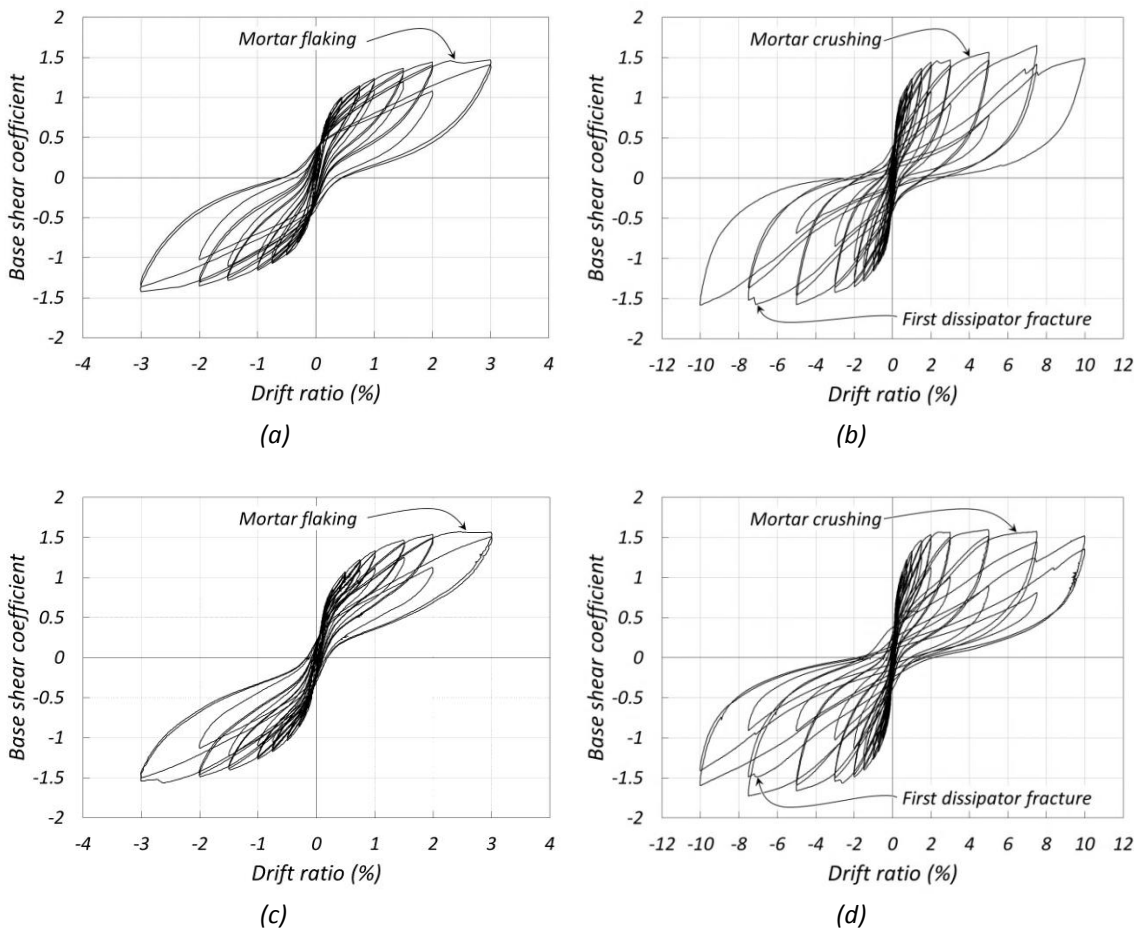 2
1.5
1
0.5
0
-0.5
-1
-1.5
-2
Base shear coefficient
Mortar flaking
-4 -3 -2 -1 0 1 2 3 4
Drift ratio (%)
(a)
2
1.5
1
0.5
0
-0.5
-1
-1.5
-2
Base shear coefficient
Mortar crushing
First dissipator fracture
-12 -10 -8 -6 -4 -2 0 2 4 6 8 10 12
Drift ratio (%)
(b)
2
1.5
1
0.5
0
-0.5
-1
-1.5
-2
Base shear coefficient
Mortar flaking
-4 -3 -2 -1 0 1 2 3 4
Drift ratio (%)
(c)
2
1.5
1
0.5
0
-0.5
-1
-1.5
-2
Base shear coefficient
Mortar crushing
First dissipator fracture
-12 -10 -8 -6 -4 -2 0 2 4 6 8 10 12
Drift ratio (%)
(d)